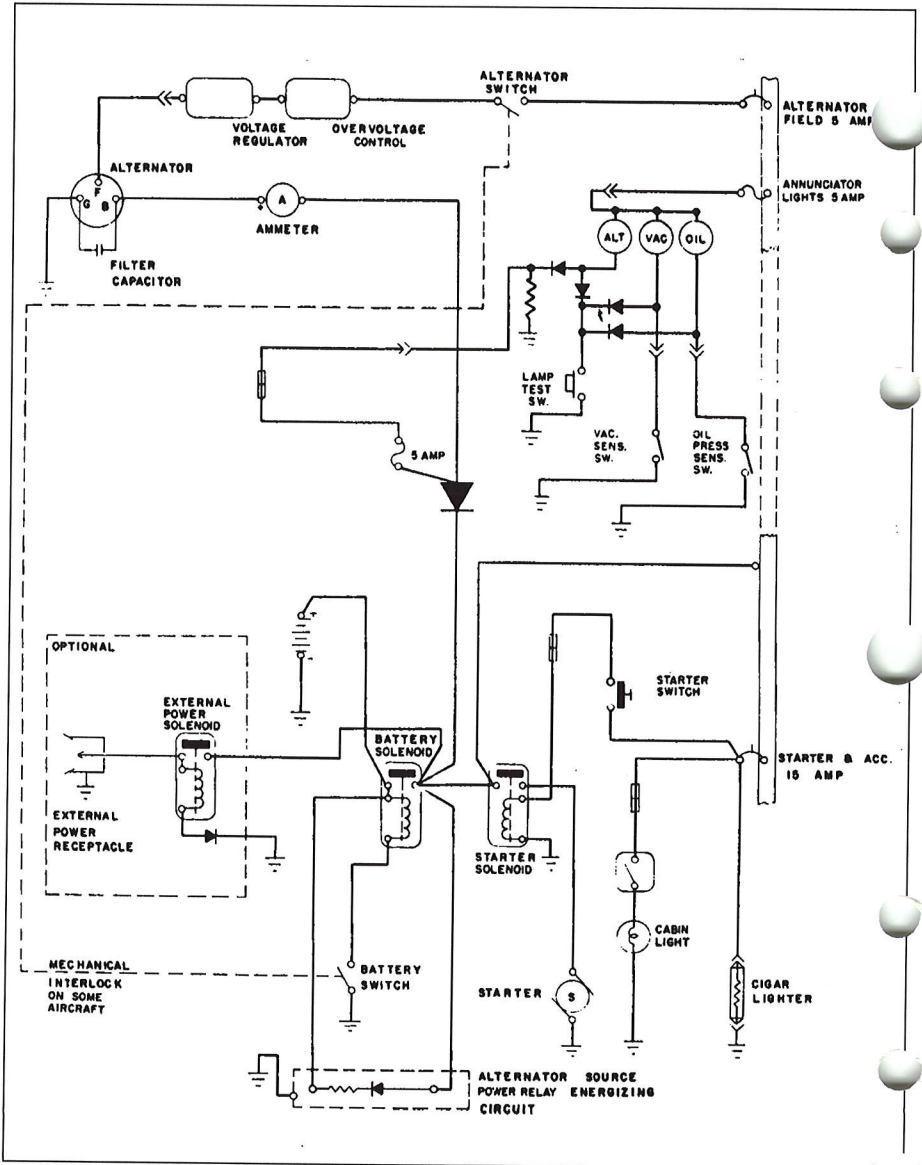 ALTERNATOR
SWITCH
ALTERNATOR
FIELD 5 AMP
VOLTAGE
REGULATOR
OVERVOLTAGE
CONTROL
ALTERNATOR
F
G
B
A
+
AMMETER
FILTER
CAPACITOR
ANNUNCIATOR
LIGHTS 5 AMP
ALT
VAC
OIL
LAMP
TEST
SW.
VAC.
SENS.
SW.
OIL
PRESS
SENS.
SW.
5 AMP
+
-
OPTIONAL
EXTERNAL
POWER
SOLENOID
BATTERY
SOLENOID
STARTER
SWITCH
STARTER & ACC.
15 AMP
EXTERNAL
POWER
RECEPTACLE
STARTER
SOLENOID
CABIN
LIGHT
MECHANICAL
INTERLOCK
ON SOME
AIRCRAFT
BATTERY
SWITCH
STARTER
S
CIGAR
LIGHTER
ALTERNATOR SOURCE
POWER RELAY ENERGIZING
CIRCUIT